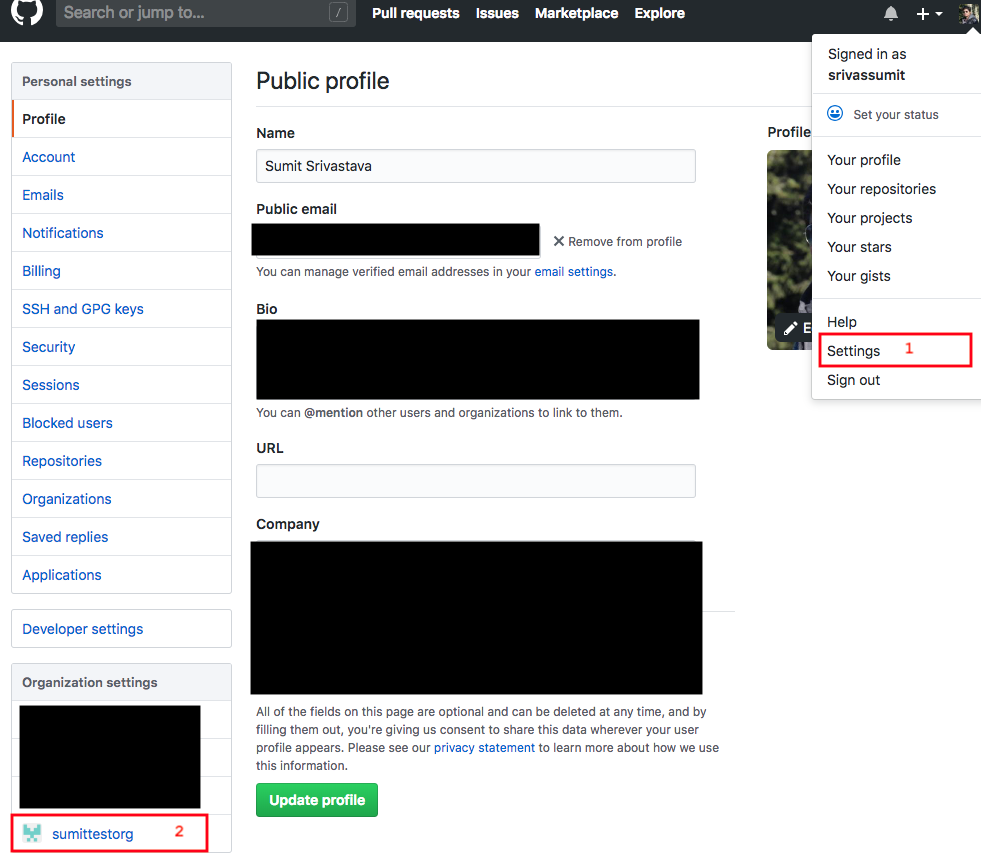 Search or jump to...
/
Pull requests
Issues
Marketplace
Explore
Personal settings
Profile
Account
Emails
Notifications
Billing
SSH and GPG keys
Security
Sessions
Blocked users
Repositories
Organizations
Saved replies
Applications
Developer settings
Organization settings
sumittestorg
2
Public profile
Name
Sumit Srivastava
Public email
Remove from profile
You can manage verified email addresses in your email settings.
Bio
You can @mention other users and organizations to link to them.
URL
Company
All of the fields on this page are optional and can be deleted at any time, and by
filling them out, you're giving us consent to share this data wherever your user
profile appears. Please see our privacy statement to learn more about how we use
this information.
Update profile
Profile
E
Signed in as
srivassumit
Set your status
Your profile
Your repositories
Your projects
Your stars
Your gists
Help
Settings
1
Sign out